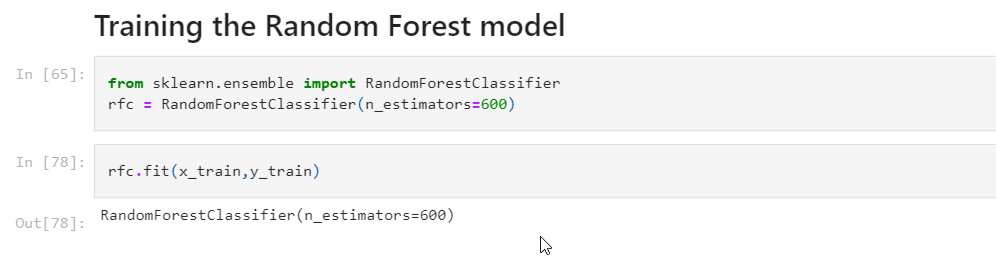 Training the Random Forest model
In [65]:
from sklearn.ensemble import RandomForestClassifier
rfc = RandomForestClassifier(n_estimators=600)
In [78]:
rfc.fit(x_train,y_train)
Out[78]:
RandomForestClassifier(n_estimators=600)